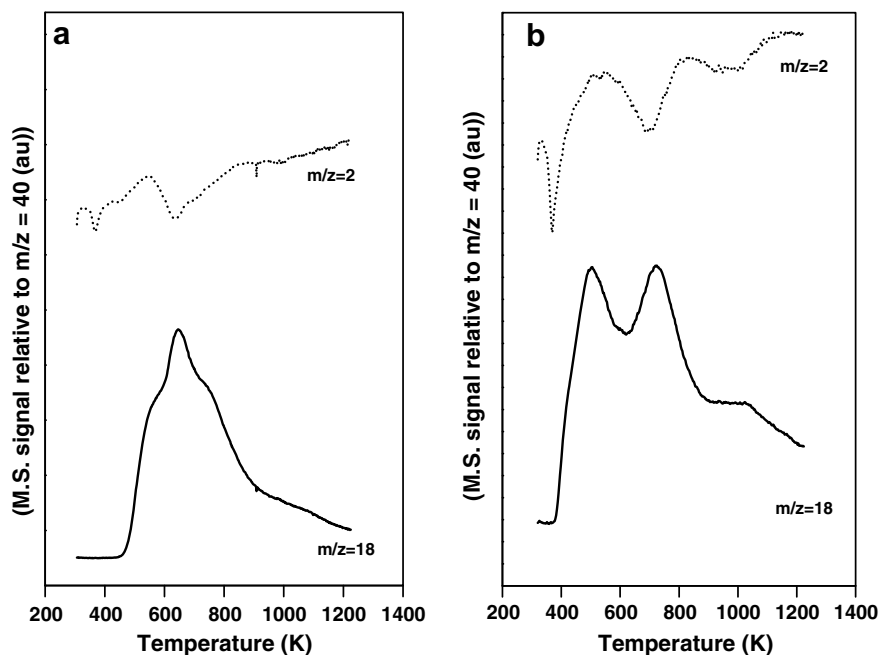 a
(M.S. signal relative to m/z = 40 (au))
m/z=2
m/z=18
200 400 600 800 1000 1200 1400
Temperature (K)
b
(M.S. signal relative to m/z = 40 (au))
m/z=2
m/z=18
200 400 600 800 1000 1200 1400
Temperature (K)